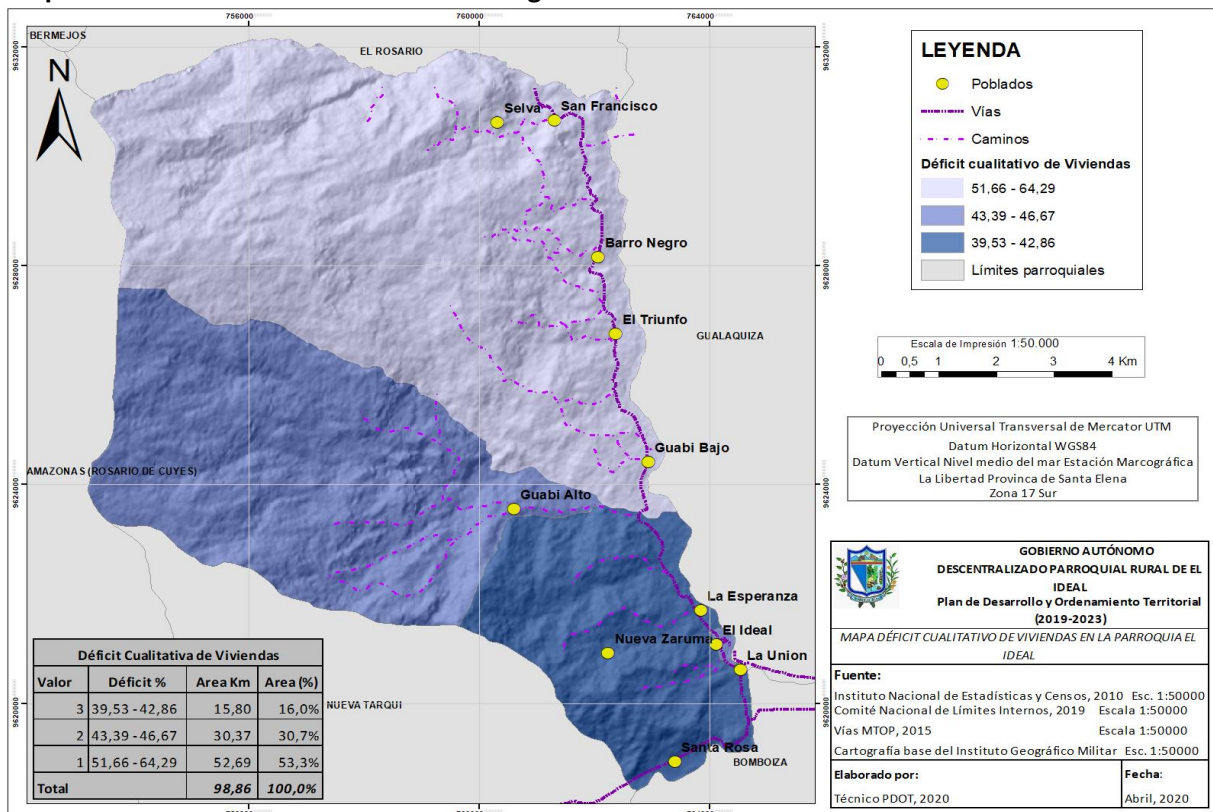 756000
760000
764000
BERMEJOS
EL ROSARIO
9632000
9632000
N
Selva
San Francisco
Barro Negro
9628000
9628000
El Triunfo
GUALAQUIZA
Guabi Bajo
AMAZONAS (ROSARIO DE CUYES)
9624000
9624000
Guabi Alto
La Esperanza
El Ideal
Nueva Zaruma
La Union
9620000
9620000
NUEVA TARQUI
Santa Rosa
BOMBOIZA
756000
760000
764000
Déficit Cualitativa de Viviendas
Valor Déficit % Area Km Area (%)
3 39,53 - 42,86 15,80 16,0%
2 43,39 - 46,67 30,37 30,7%
1 51,66 - 64,29 52,69 53,3%
Total 98,86 100,0%
LEYENDA
Poblados
Vías
Caminos
Déficit cualitativo de Viviendas
51,66 - 64,29
43,39 - 46,67
39,53 - 42,86
Límites parroquiales
Escala de Impresión 1:50.000
0 0,5 1 2 3 4 Km
Proyección Universal Transversal de Mercator UTM
Datum Horizontal WGS84
Datum Vertical Nivel medio del mar Estación Marcográfica
La Libertad Provinca de Santa Elena
Zona 17 Sur
GOBIERNO AUTÓNOMO
DESCENTRALIZADO PARROQUIAL RURAL DE EL
IDEAL
Plan de Desarrollo y Ordenamiento Territorial
(2019-2023)
MAPA DÉFICIT CUALITATIVO DE VIVIENDAS EN LA PARROQUIA EL
IDEAL
Fuente:
Instituto Nacional de Estadísticas y Censos, 2010 Esc. 1:50000
Comité Nacional de Límites Internos, 2019 Escala 1:50000
Vías MTOP, 2015 Escala 1:50000
Cartografía base del Instituto Geográfico Militar Esc. 1:50000
Elaborado por:
Técnico PDOT, 2020
Fecha:
Abril, 2020